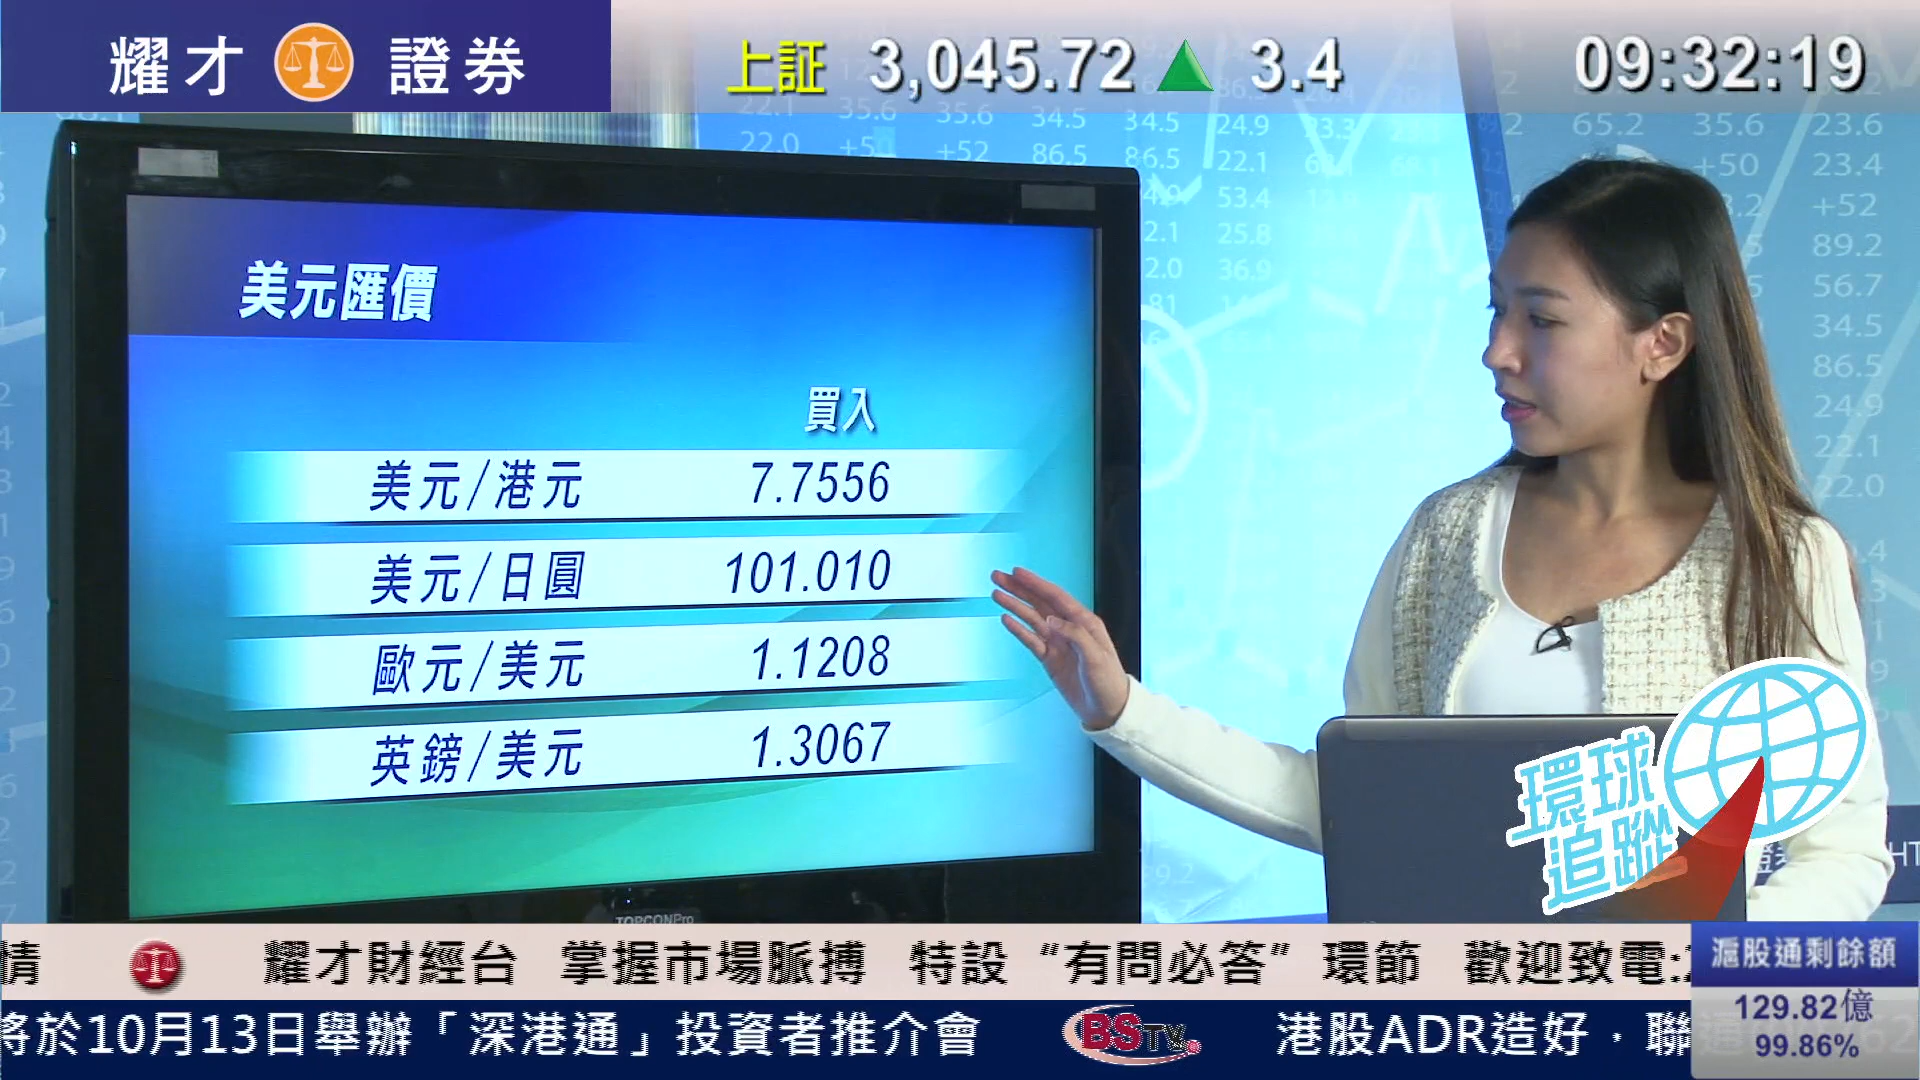 耀才證券
上証 3,045.72 ▲ 3.4
09:32:19
美元匯價
買入
美元/港元 7.7556
美元/日圓 101.010
歐元/美元 1.1208
英鎊/美元 1.3067
TOPCONPro
環球
追蹤
情 耀才財經台 掌握市場脈搏 特設“有問必答”環節 歡迎致電:
滬股通剩餘額
129.82億
99.86%
將於10月13日舉辦「深港通」投資者推介會 BSTV 港股ADR造好．聯